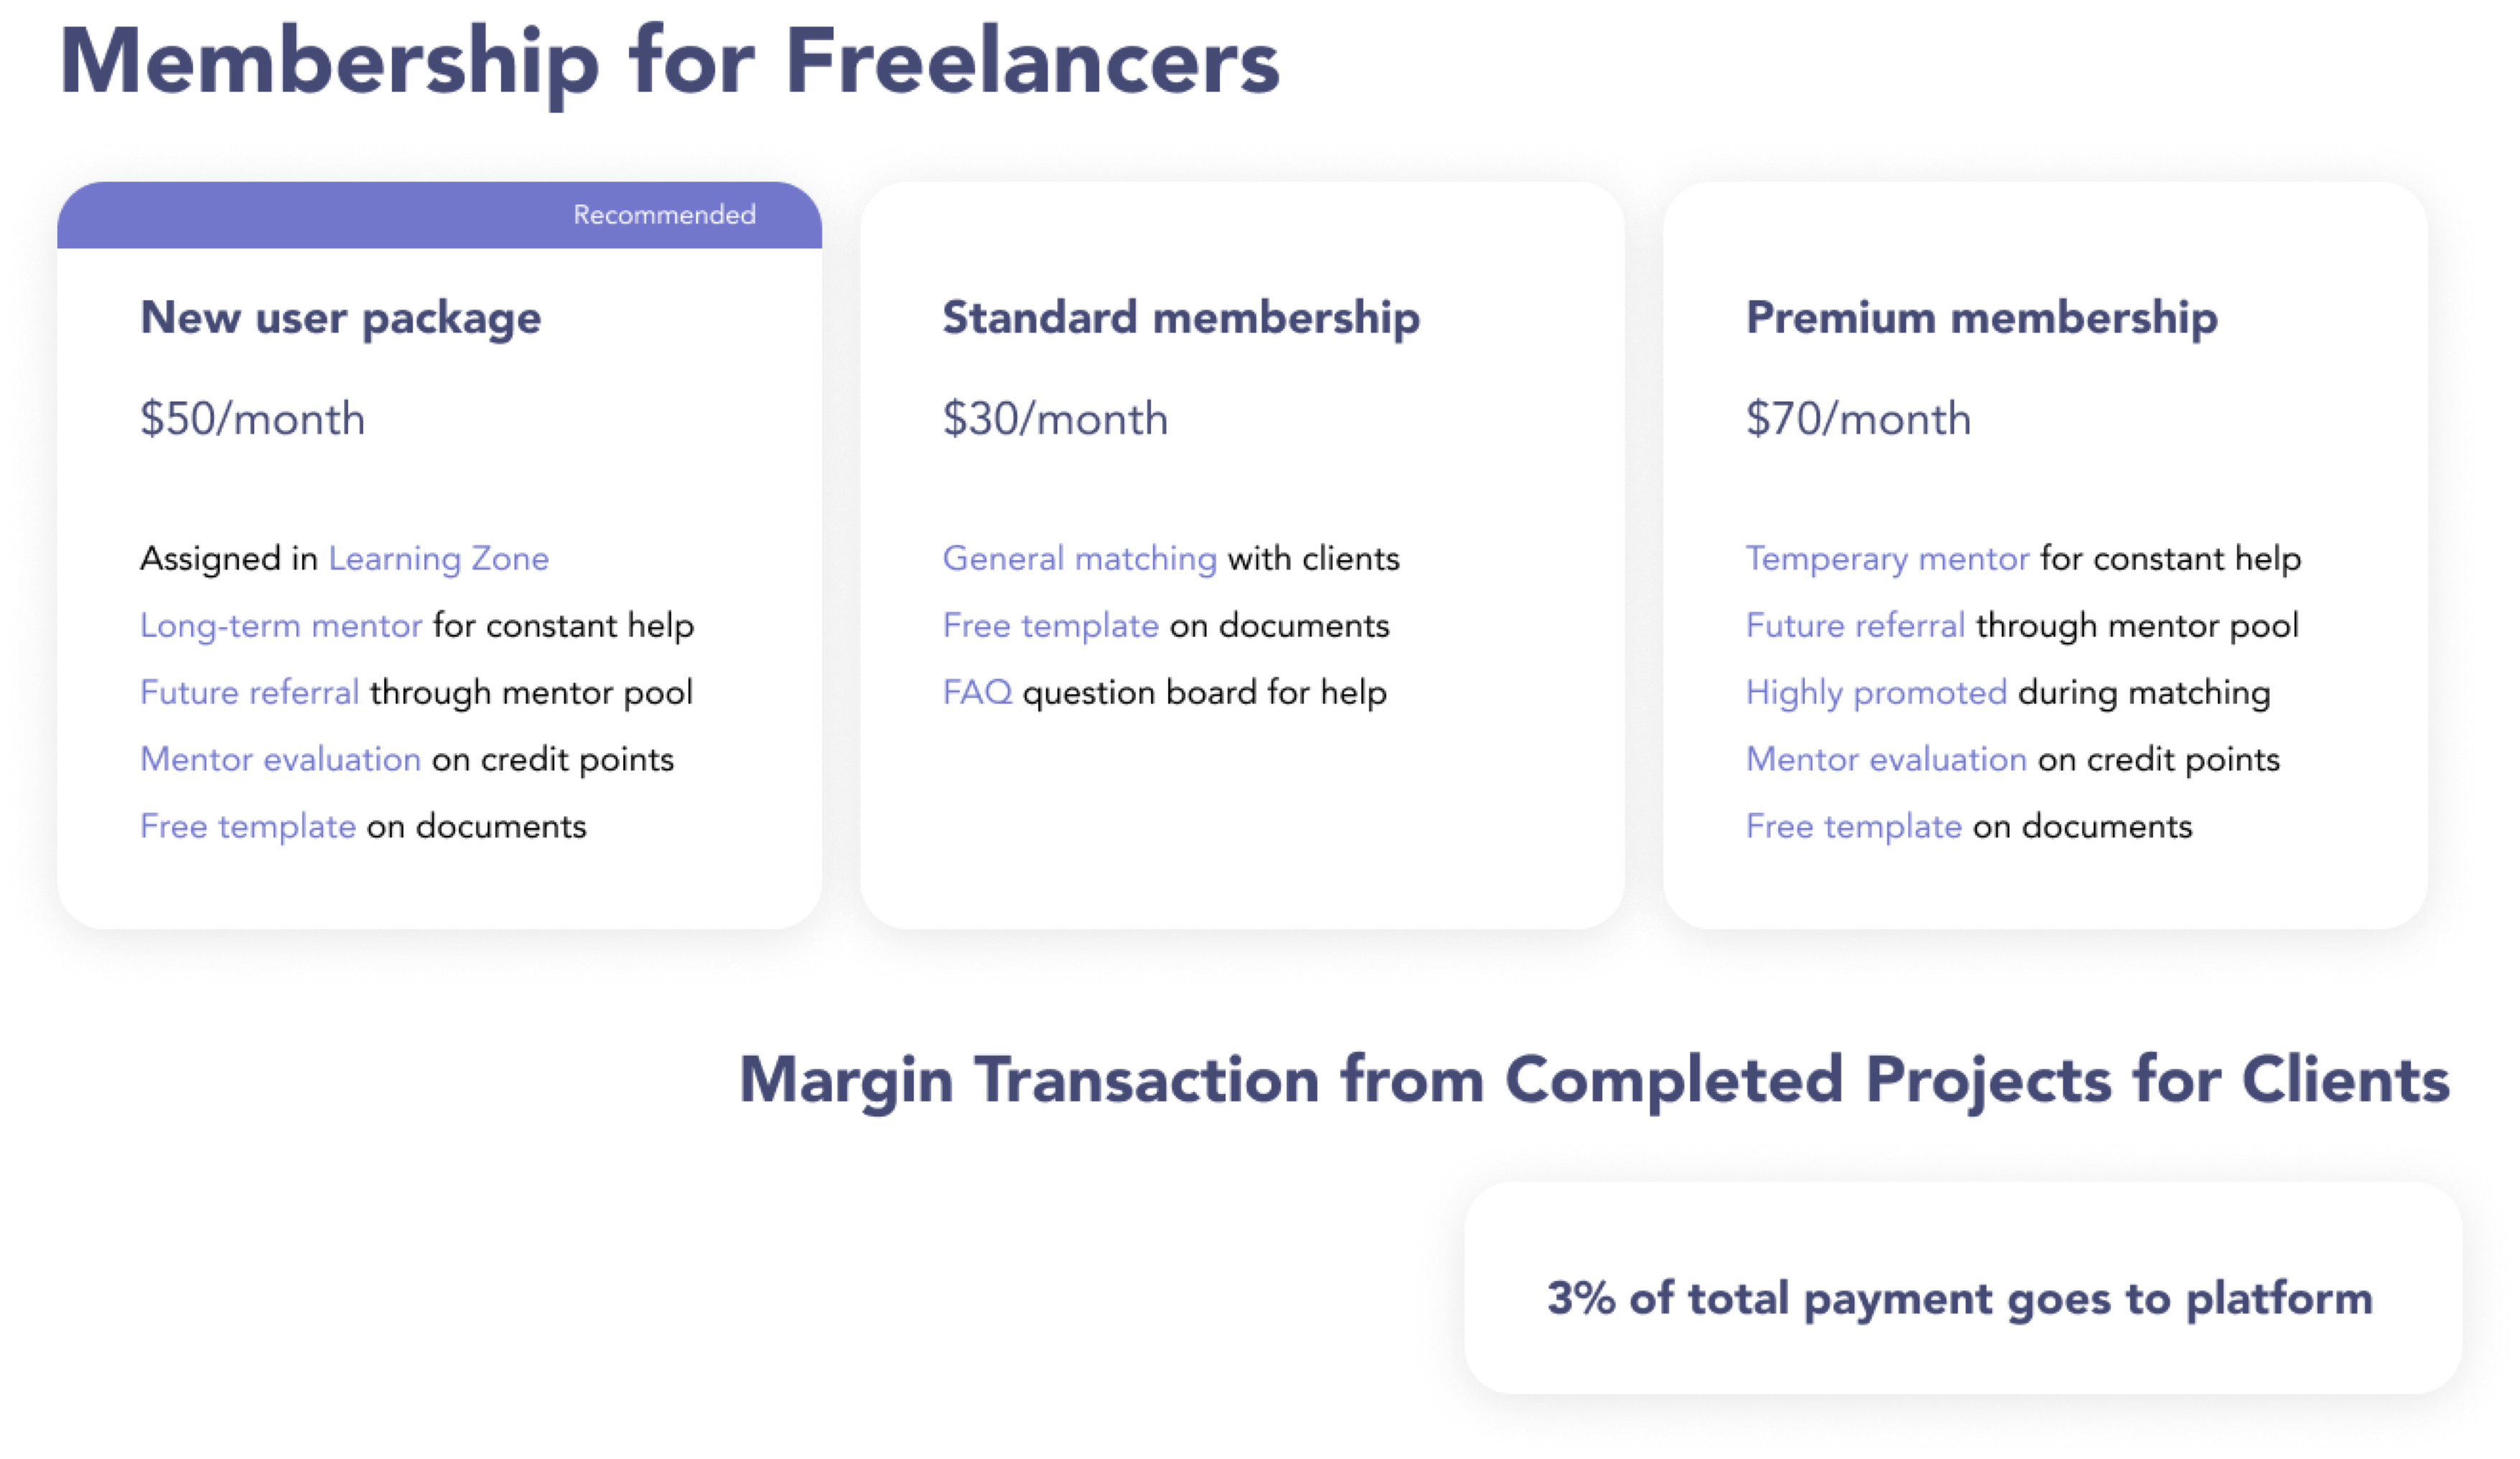 Membership for Freelancers
Recommended
New user package
$50/month
Assigned in Learning Zone
Long-term mentor for constant help
Future referral through mentor pool
Mentor evaluation on credit points
Free template on documents
Standard membership
$30/month
General matching with clients
Free template on documents
FAQ question board for help
Premium membership
$70/month
Temperary mentor for constant help
Future referral through mentor pool
Highly promoted during matching
Mentor evaluation on credit points
Free template on documents
Margin Transaction from Completed Projects for Clients
3% of total payment goes to platform